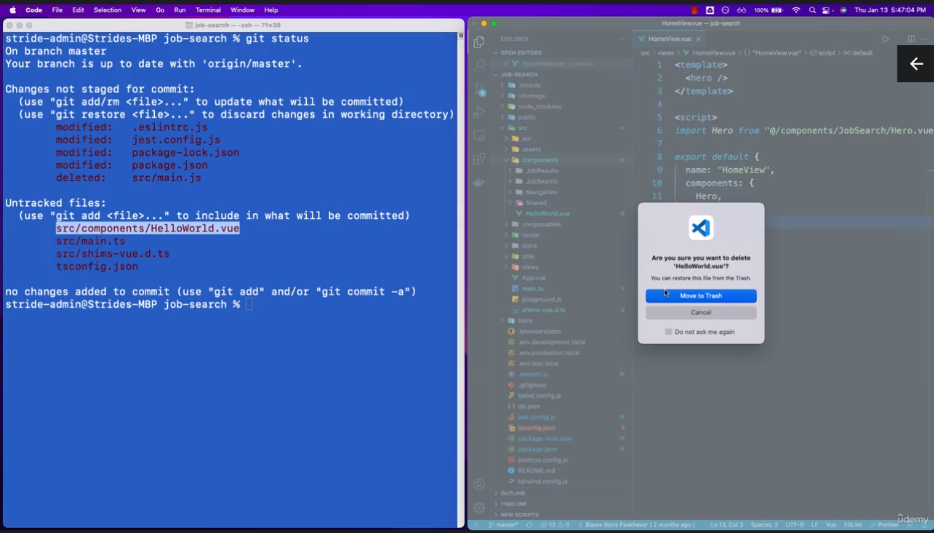 Code File Edit Selection View Go Run Terminal Window Help
100% Thu Jan 13 5:47:04 PM
job-search — -zsh — 71×39
HomeView.vue — job-search
stride-admin@Strides-MBP job-search % git status
On branch master
Your branch is up to date with 'origin/master'.
Changes not staged for commit:
(use "git add/rm <file>..." to update what will be committed)
(use "git restore <file>..." to discard changes in working directory)
modified: .eslintrc.js
modified: jest.config.js
modified: package-lock.json
modified: package.json
deleted: src/main.js
Untracked files:
(use "git add <file>..." to include in what will be committed)
src/components/HelloWorld.vue
src/main.ts
src/shims-vue.d.ts
tsconfig.json
no changes added to commit (use "git add" and/or "git commit -a")
stride-admin@Strides-MBP job-search %
EXPLORER
OPEN EDITORS
HomeView.vue
JOB-SEARCH
.vscode
coverage
node_modules
public
src
api
assets
components
JobResults
JobSearch
Navigation
Shared
HelloWorld.vue U
composables
router
store
utils
views
App.vue
main.ts U
playground.js
shims-vue.d.ts U
tests
.browserslistrc
.env.development.local
.env.production.local
.env.test.local
.eslintrc.js M
.gitignore
babel.config.js
db.json
jest.config.js M
package-lock.json M
package.json M
postcss.config.js
README.md
tailwind.config.js
OUTLINE
TIMELINE
NPM SCRIPTS
HomeView.vue
src > views > HomeView.vue > {} "HomeView.vue" > script > default
1 <template>
2 <hero />
3 </template>
5 <script>
6 import Hero from "@/components/JobSearch/Hero.vue
7
8 export default {
9 name: "HomeView",
10 components: {
11 Hero,
Are you sure you want to delete
'HelloWorld.vue'?
You can restore this file from the Trash.
Move to Trash
Cancel
Do not ask me again
master* Blame Boris Paskhaver ( 2 months ago ) Ln 13, Col 3 Spaces: 2 UTF-8 LF Vue ESLint Prettier
ûdemy